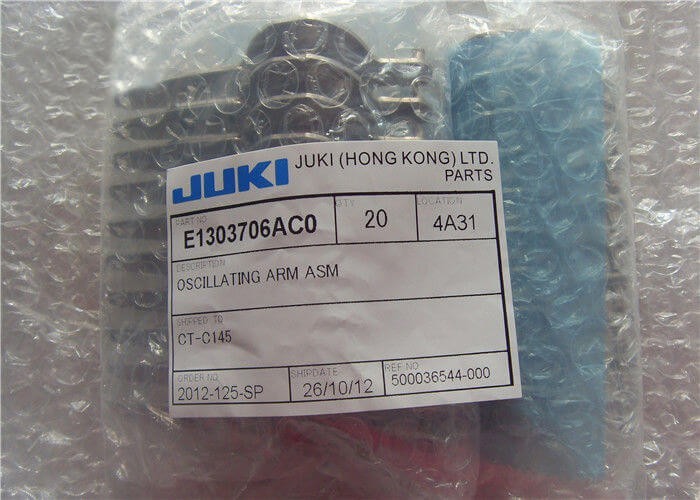 JUKI JUKI (HONG KONG) LTD.
PARTS
PART NO QTY LOCATION
E1303706AC0 20 4A31
DESCRIPTION
OSCILLATING ARM ASM
SHIPPED TO
CT-C145
ORDER NO SHIPDATE REF NO
2012-125-SP 26/10/12 500036544-000